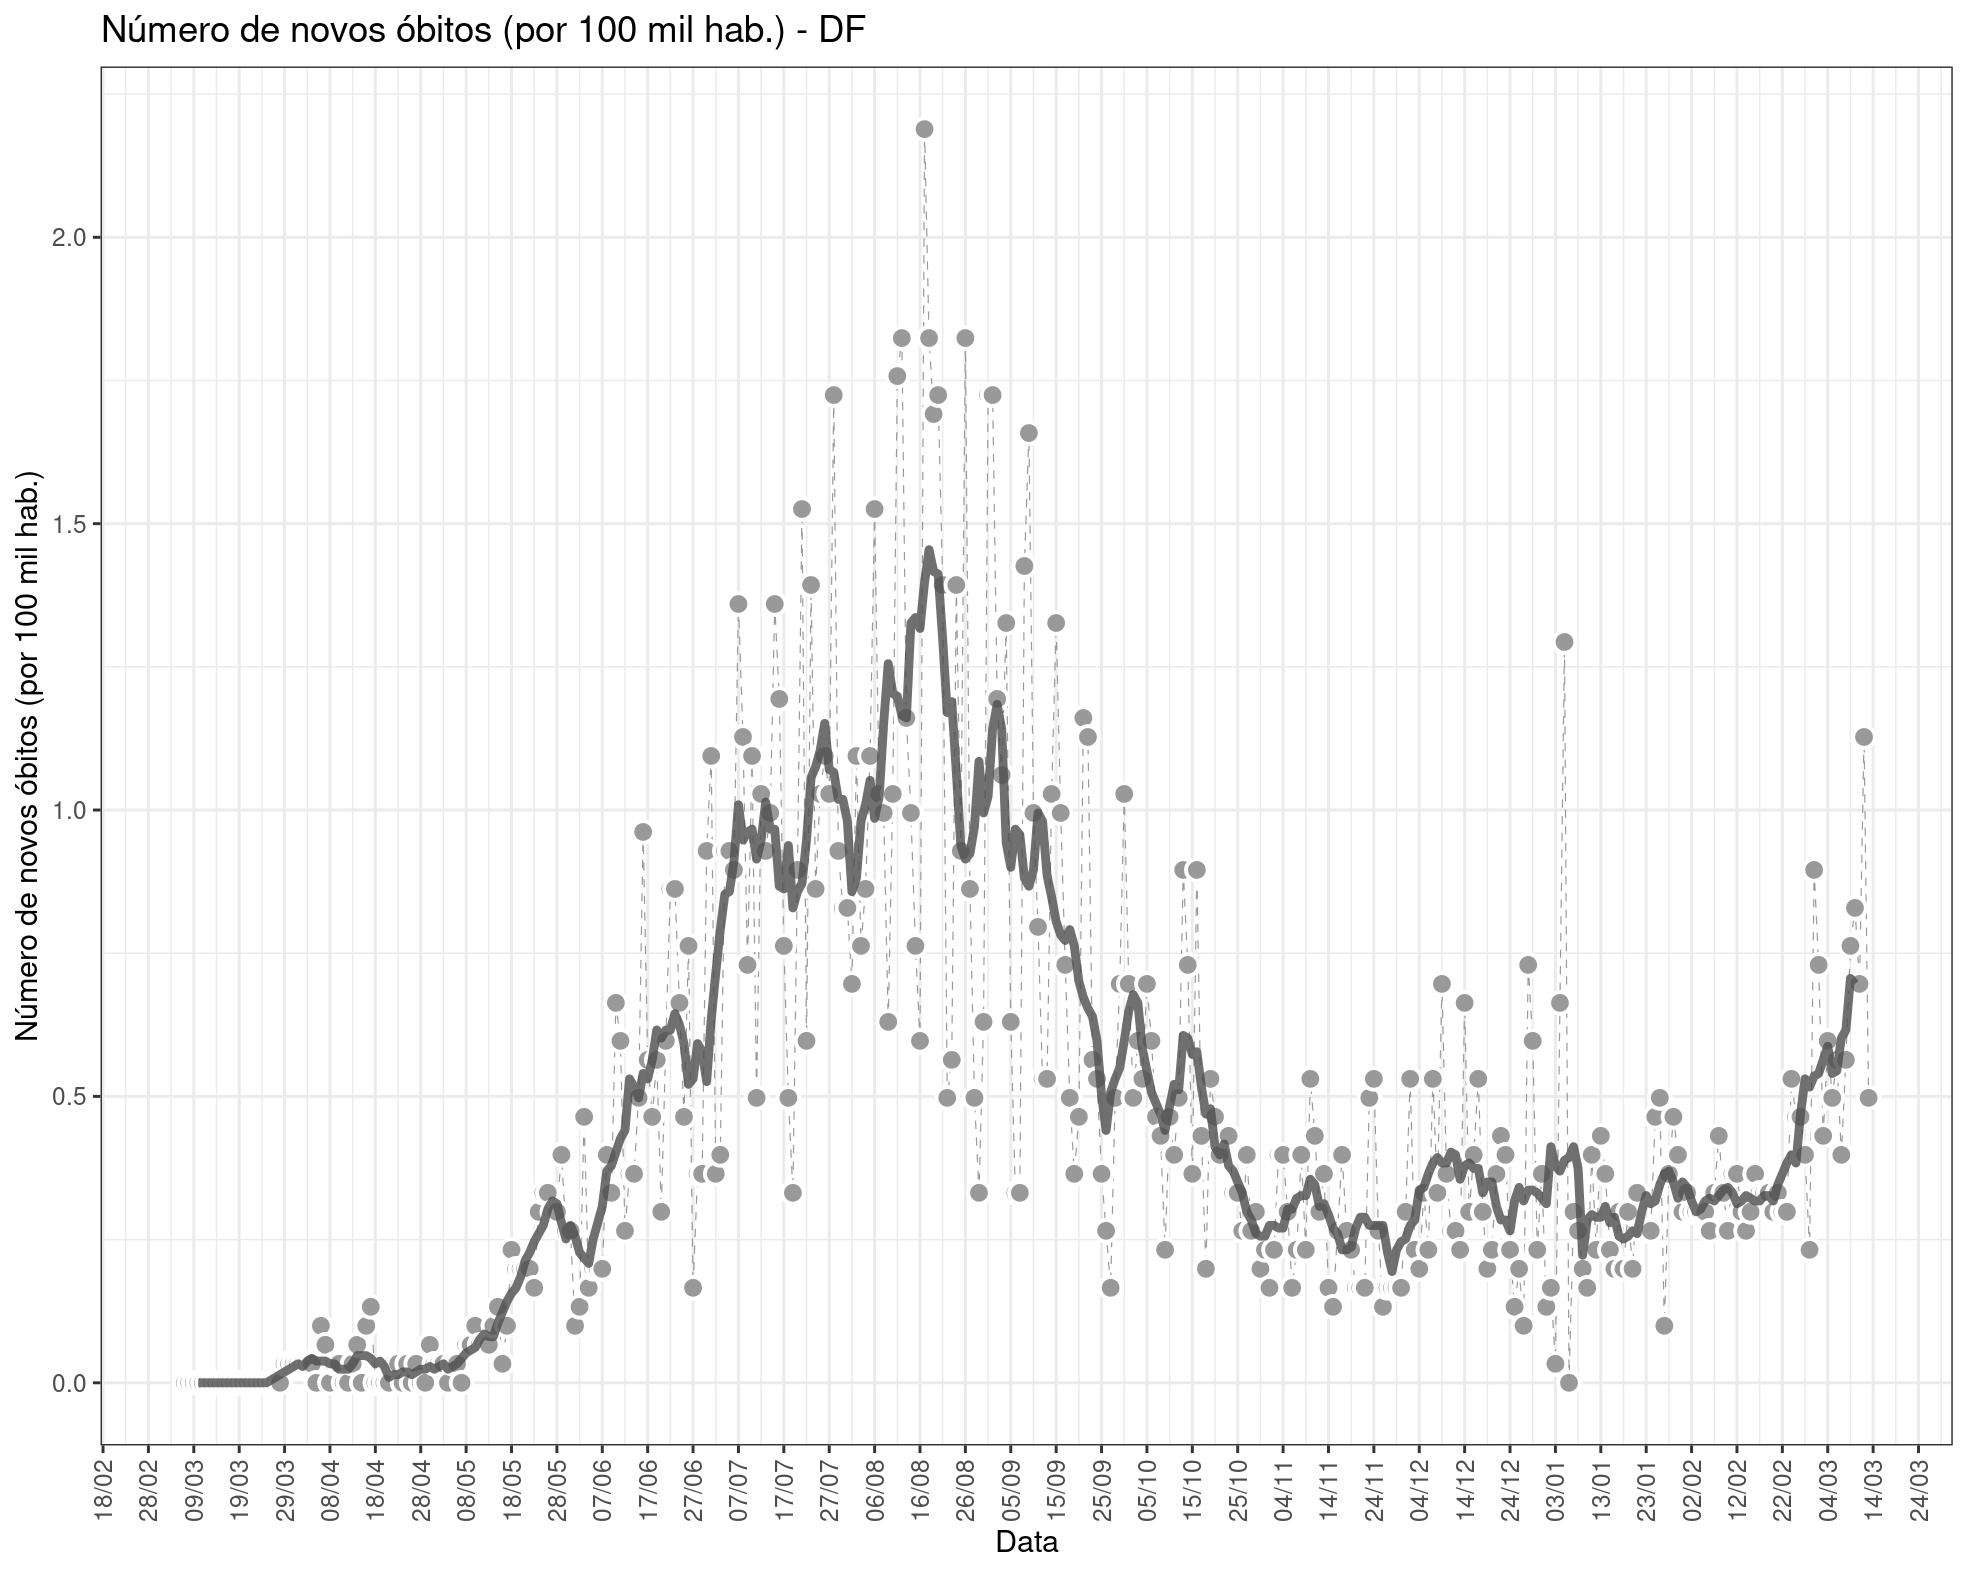 Número de novos óbitos (por 100 mil hab.) - DF
Número de novos óbitos (por 100 mil hab.)
2.0
1.5
1.0
0.5
0.0
18/02 28/02 09/03 19/03 29/03 08/04 18/04 28/04 08/05 18/05 28/05 07/06 17/06 27/06 07/07 17/07 27/07 06/08 16/08 26/08 05/09 15/09 25/09 05/10 15/10 25/10 04/11 14/11 24/11 04/12 14/12 24/12 03/01 13/01 23/01 02/02 12/02 22/02 04/03 14/03 24/03
Data